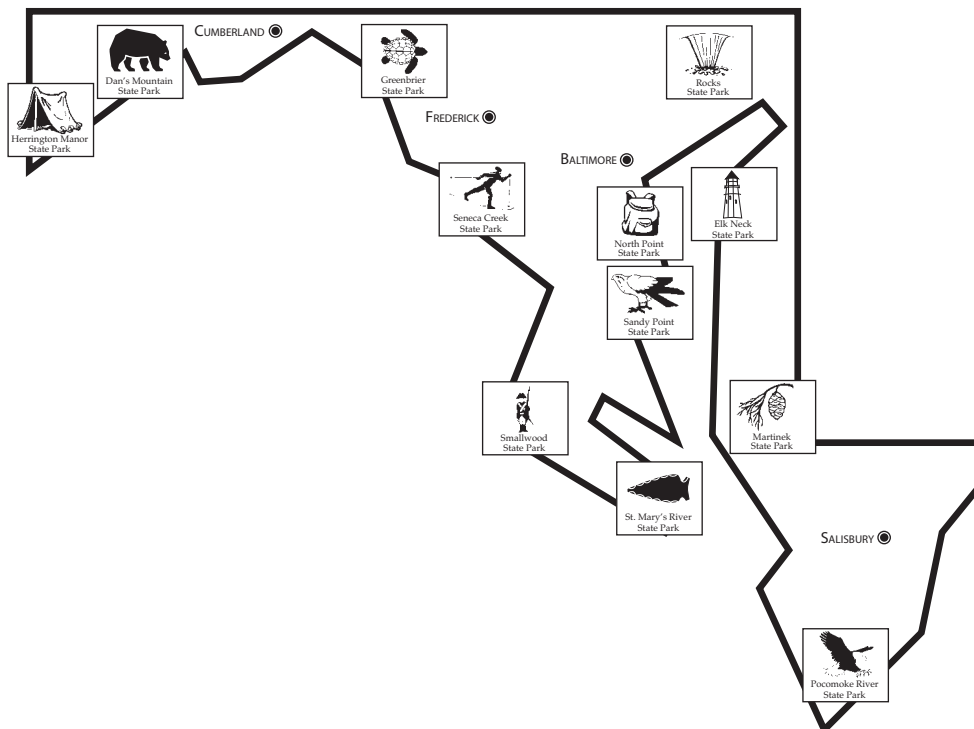 CUMBERLAND
Dan's Mountain
State Park
Greenbrier
State Park
Rocks
State Park
Herrington Manor
State Park
FREDERICK
BALTIMORE
Seneca Creek
State Park
North Point
State Park
Elk Neck
State Park
Sandy Point
State Park
Smallwood
State Park
Martinek
State Park
St. Mary's River
State Park
SALISBURY
Pocomoke River
State Park